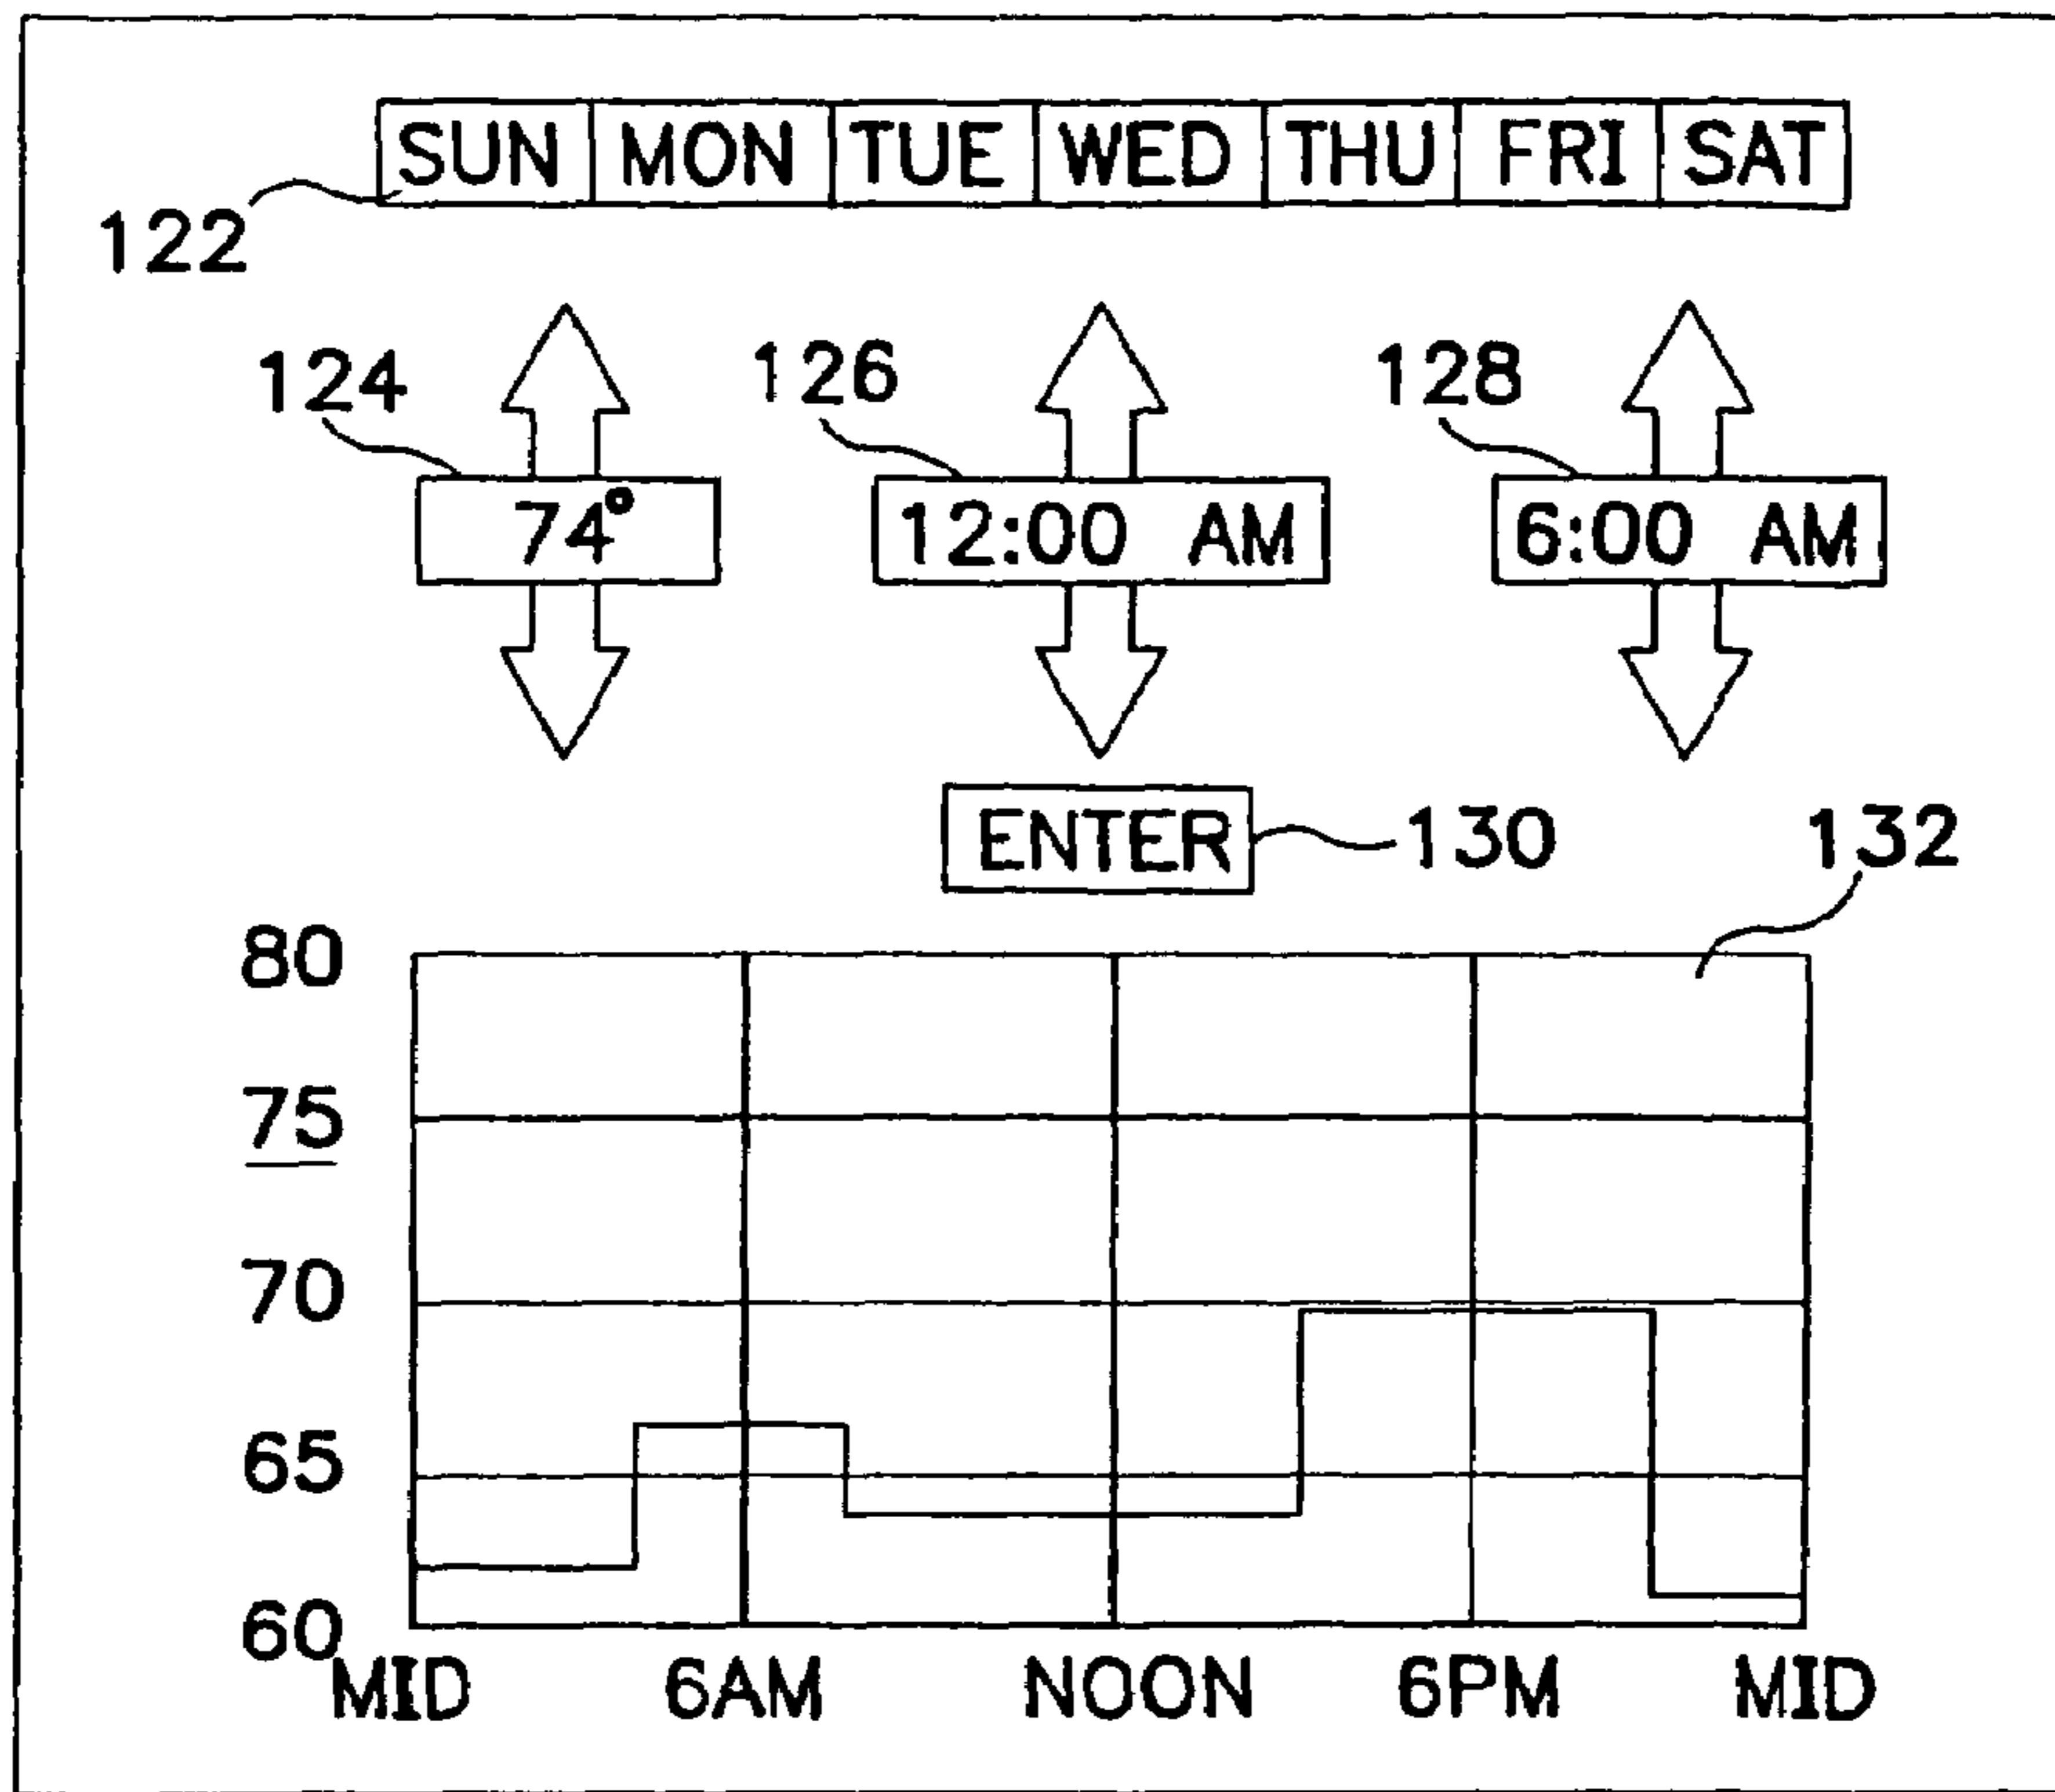 SUN MON TUE WED THU FRI SAT
122
124 126 128
74° 12:00 AM 6:00 AM
ENTER 130 132
80
75
70
65
60
MID 6AM NOON 6PM MID